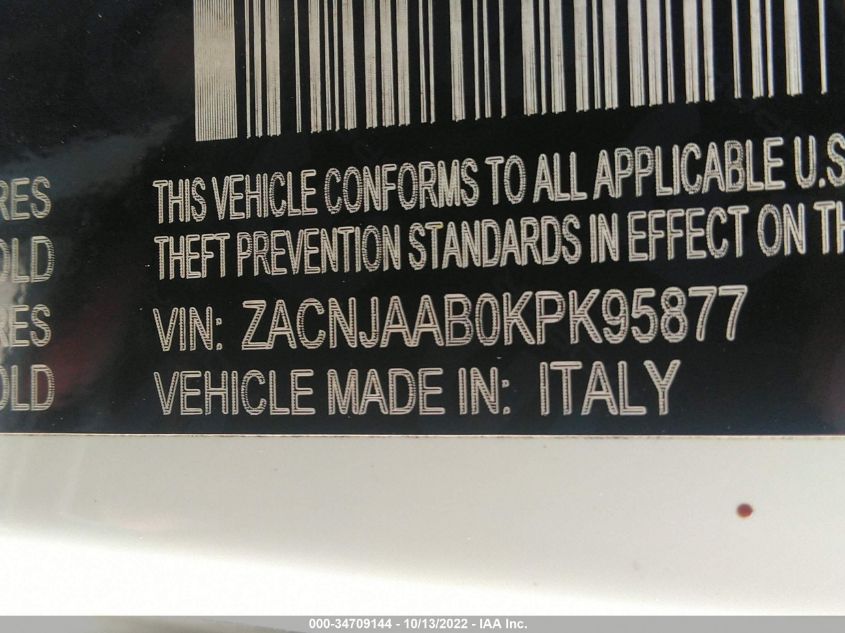 RES
OLD
RES
OLD
THIS VEHICLE CONFORMS TO ALL APPLICABLE U.S
THEFT PREVENTION STANDARDS IN EFFECT ON TH
VIN: ZACNJAAB0KPK95877
VEHICLE MADE IN: ITALY
000-34709144 - 10/13/2022 - IAA Inc.